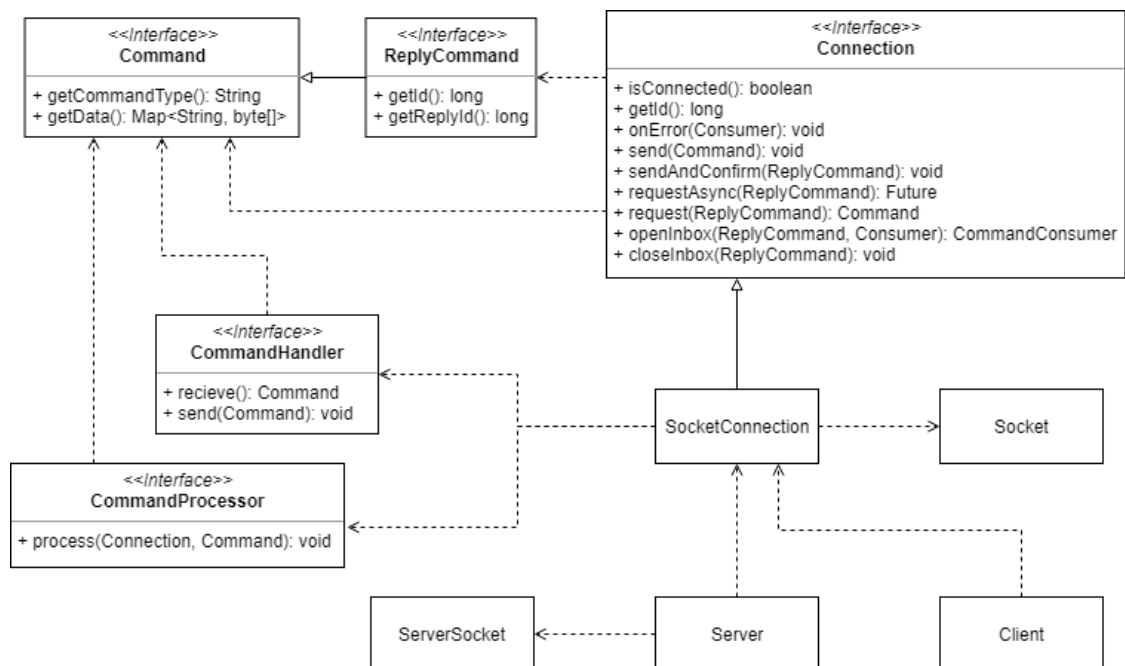 <<Interface>>
Command
+ getCommandType(): String
+ getData(): Map<String, byte[]>
<<Interface>>
ReplyCommand
+ getId(): long
+ getReplyId(): long
<<Interface>>
Connection
+ isConnected(): boolean
+ getId(): long
+ onError(Consumer): void
+ send(Command): void
+ sendAndConfirm(ReplyCommand): void
+ requestAsync(ReplyCommand): Future
+ request(ReplyCommand): Command
+ openInbox(ReplyCommand, Consumer): CommandConsumer
+ closeInbox(ReplyCommand): void
<<Interface>>
CommandHandler
+ recieve(): Command
+ send(Command): void
SocketConnection
Socket
<<Interface>>
CommandProcessor
+ process(Connection, Command): void
ServerSocket
Server
Client